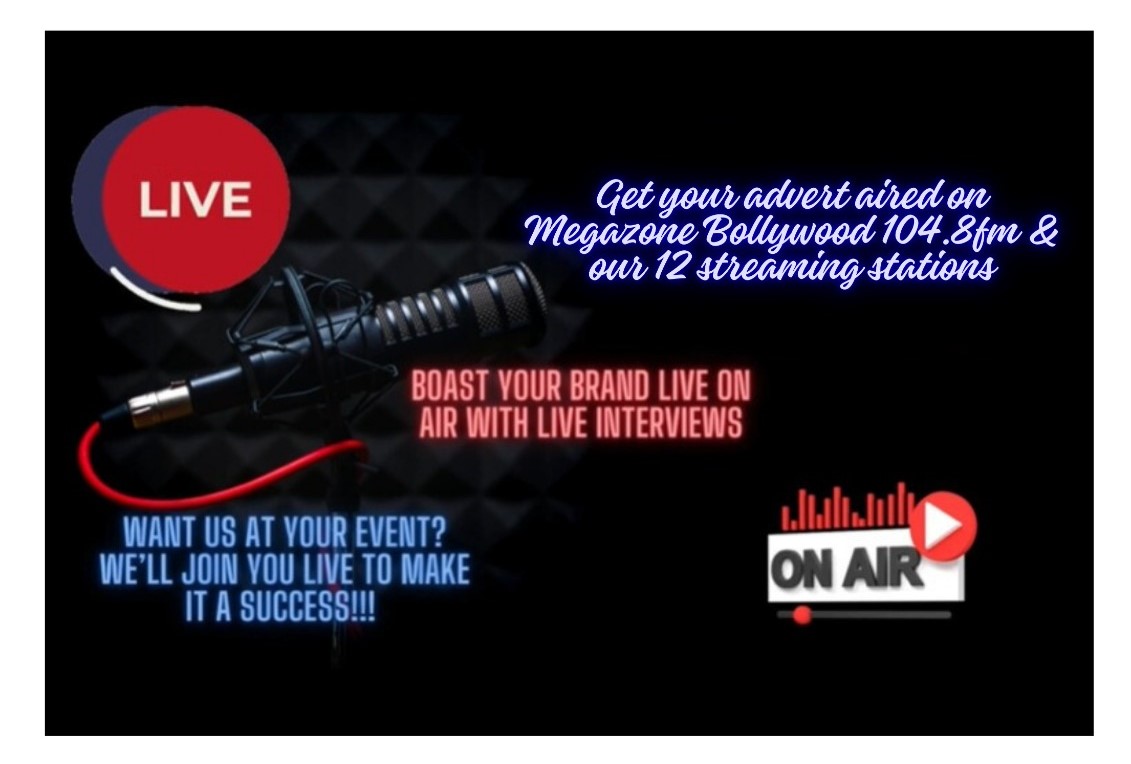 LIVE
Get your advert aired on
Megazone Bollywood 104.8fm &
our 12 streaming stations
BOAST YOUR BRAND LIVE ON
AIR WITH LIVE INTERVIEWS
WANT US AT YOUR EVENT?
WE'LL JOIN YOU LIVE TO MAKE
IT A SUCCESS!!!
ON AIR